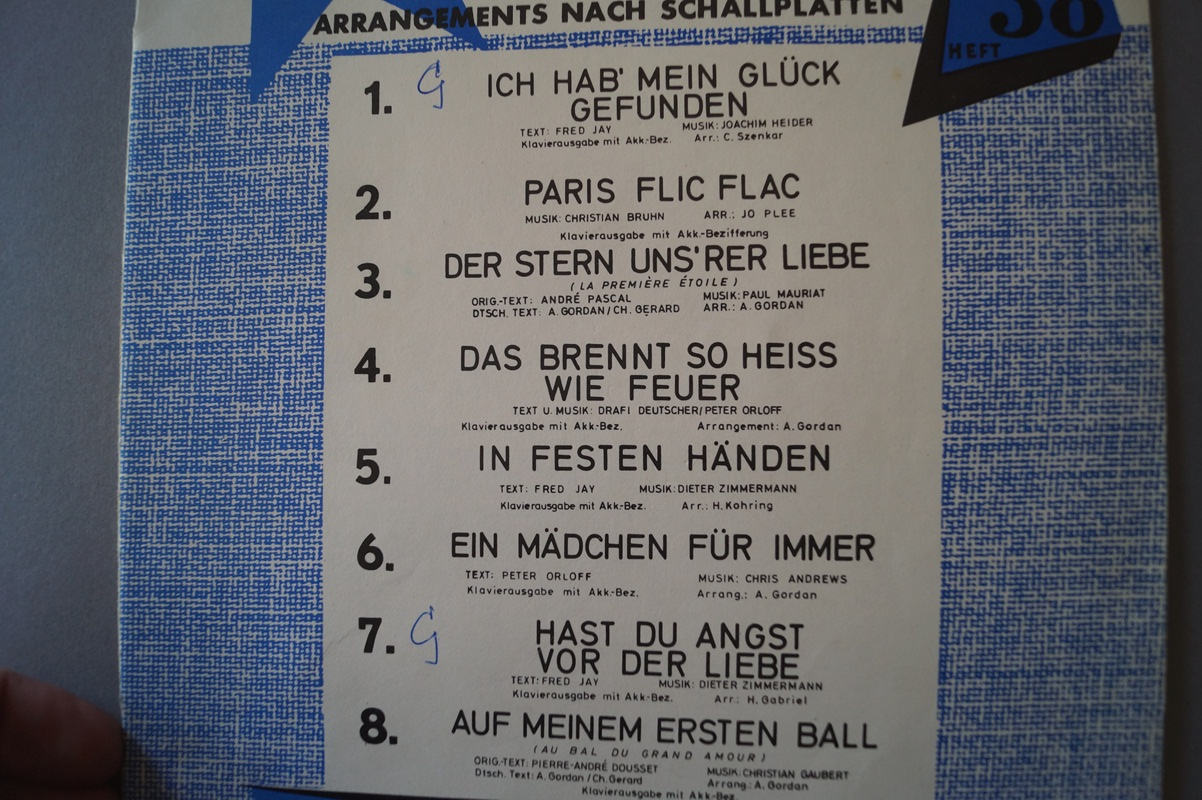 ARRANGEMENTS NACH SCHALLPLATTEN
HEFT 38
1. G ICH HAB' MEIN GLÜCK
GEFUNDEN
TEXT: FRED JAY MUSIK: JOACHIM HEIDER
Klavierausgabe mit Akk.-Bez. Arr.: C. Szenkar
2. PARIS FLIC FLAC
MUSIK: CHRISTIAN BRUHN ARR.: JO PLEE
Klavierausgabe mit Akk.-Bezifferung
3. DER STERN UNS'RER LIEBE
(LA PREMIÈRE ÉTOILE)
ORIG.-TEXT: ANDRÉ PASCAL MUSIK: PAUL MAURIAT
DTSCH. TEXT: A. GORDAN/CH. GERARD ARR.: A. GORDAN
4. DAS BRENNT SO HEISS
WIE FEUER
TEXT U. MUSIK: DRAFI DEUTSCHER/PETER ORLOFF
Klavierausgabe mit Akk.-Bez. Arrangement: A. Gordan
5. IN FESTEN HÄNDEN
TEXT: FRED JAY MUSIK: DIETER ZIMMERMANN
Klavierausgabe mit Akk.-Bez. Arr.: H. Kohring
6. EIN MÄDCHEN FÜR IMMER
TEXT: PETER ORLOFF MUSIK: CHRIS ANDREWS
Klavierausgabe mit Akk.-Bez. Arrang.: A. Gordan
7. G HAST DU ANGST
VOR DER LIEBE
TEXT: FRED JAY MUSIK: DIETER ZIMMERMANN
Klavierausgabe mit Akk.-Bez. Arr.: H. Gabriel
8. AUF MEINEM ERSTEN BALL
(AU BAL DU GRAND AMOUR)
ORIG.-TEXT: PIERRE-ANDRÉ DOUSSET MUSIK: CHRISTIAN GAUBERT
Dtsch. Text: A. Gordan/Ch. Gerard Arrang.: A. Gordan
Klavierausgabe mit Akk.-Bez.